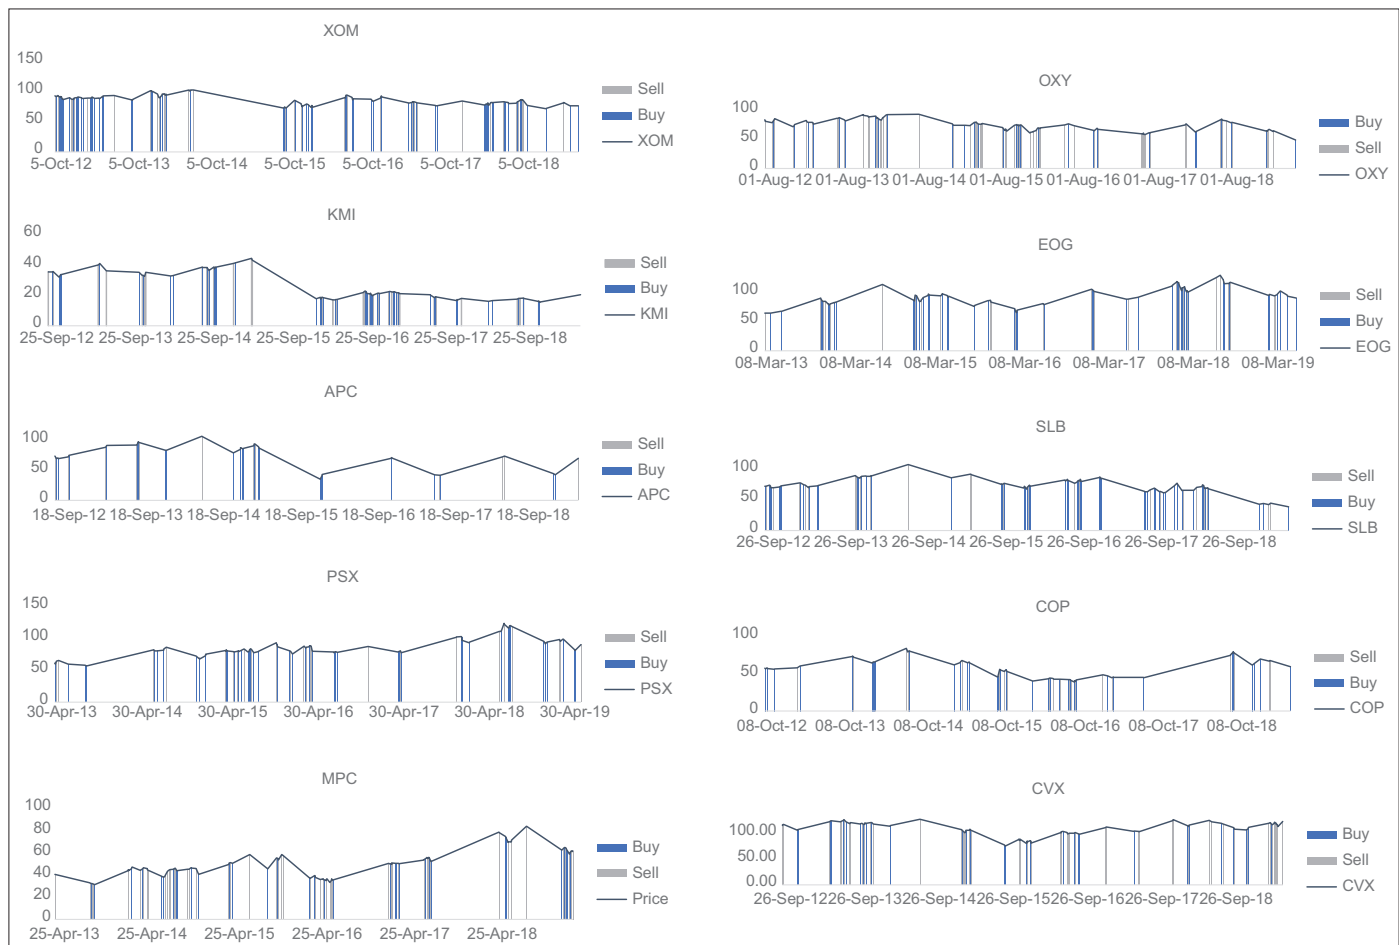 XOM
150
100
50
0
5-Oct-12 5-Oct-13 5-Oct-14 5-Oct-15 5-Oct-16 5-Oct-17 5-Oct-18
Sell
Buy
XOM
KMI
60
40
20
0
25-Sep-12 25-Sep-13 25-Sep-14 25-Sep-15 25-Sep-16 25-Sep-17 25-Sep-18
Sell
Buy
KMI
APC
100
50
0
18-Sep-12 18-Sep-13 18-Sep-14 18-Sep-15 18-Sep-16 18-Sep-17 18-Sep-18
Sell
Buy
APC
PSX
150
100
50
0
30-Apr-13 30-Apr-14 30-Apr-15 30-Apr-16 30-Apr-17 30-Apr-18 30-Apr-19
Sell
Buy
PSX
MPC
100
80
60
40
20
0
25-Apr-13 25-Apr-14 25-Apr-15 25-Apr-16 25-Apr-17 25-Apr-18
Buy
Sell
Price
OXY
100
50
0
01-Aug-12 01-Aug-13 01-Aug-14 01-Aug-15 01-Aug-16 01-Aug-17 01-Aug-18
Buy
Sell
OXY
EOG
100
50
0
08-Mar-13 08-Mar-14 08-Mar-15 08-Mar-16 08-Mar-17 08-Mar-18 08-Mar-19
Sell
Buy
EOG
SLB
100
50
0
26-Sep-12 26-Sep-13 26-Sep-14 26-Sep-15 26-Sep-16 26-Sep-17 26-Sep-18
Sell
Buy
SLB
COP
100
50
0
08-Oct-12 08-Oct-13 08-Oct-14 08-Oct-15 08-Oct-16 08-Oct-17 08-Oct-18
Sell
Buy
COP
CVX
100.00
50.00
0.00
26-Sep-12 26-Sep-13 26-Sep-14 26-Sep-15 26-Sep-16 26-Sep-17 26-Sep-18
Buy
Sell
CVX